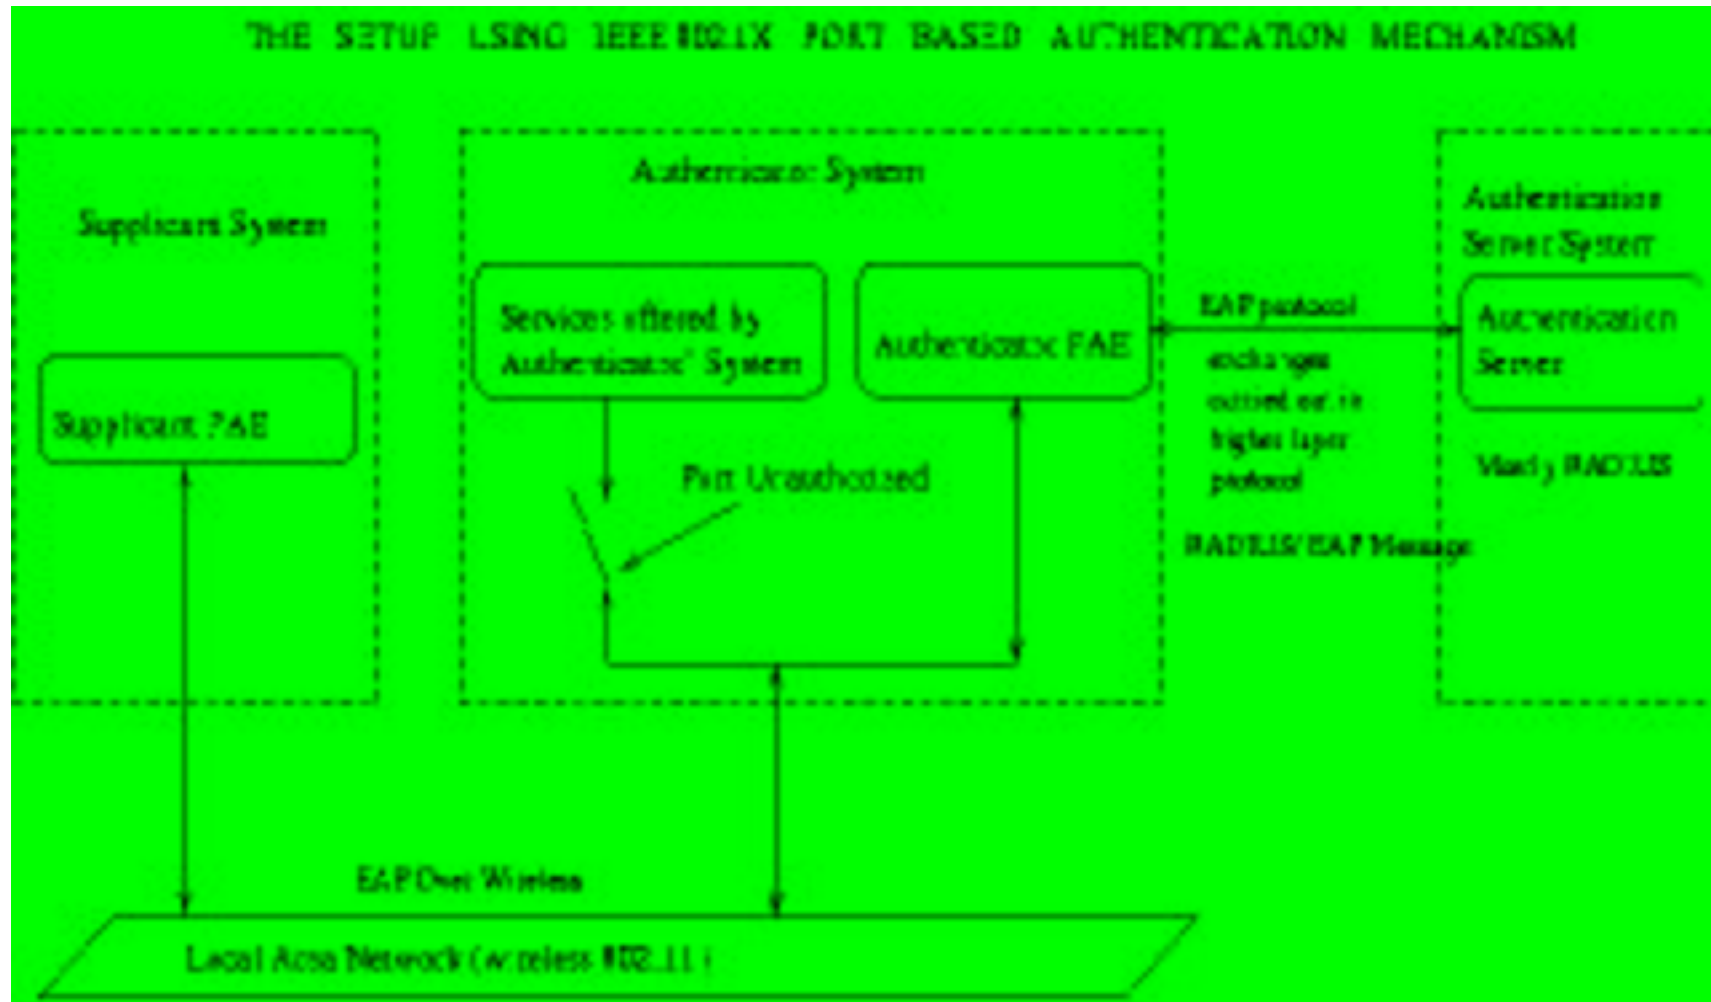 THE SETUP USING IEEE 802.1X PORT BASED AUTHENTICATION MECHANISM
Supplicant System
Supplicant PAE
Authenticator System
Services offered by
Authenticator' System
Authenticator PAE
Port Unauthorised
EAP protocol
exchanges
carried out in
higher layer
protocol
RADIUS/ EAP Message
Authentication
Server System
Authentication
Server
RADIUS
EAP Over Wireless
Local Area Network (wireless 802.11)